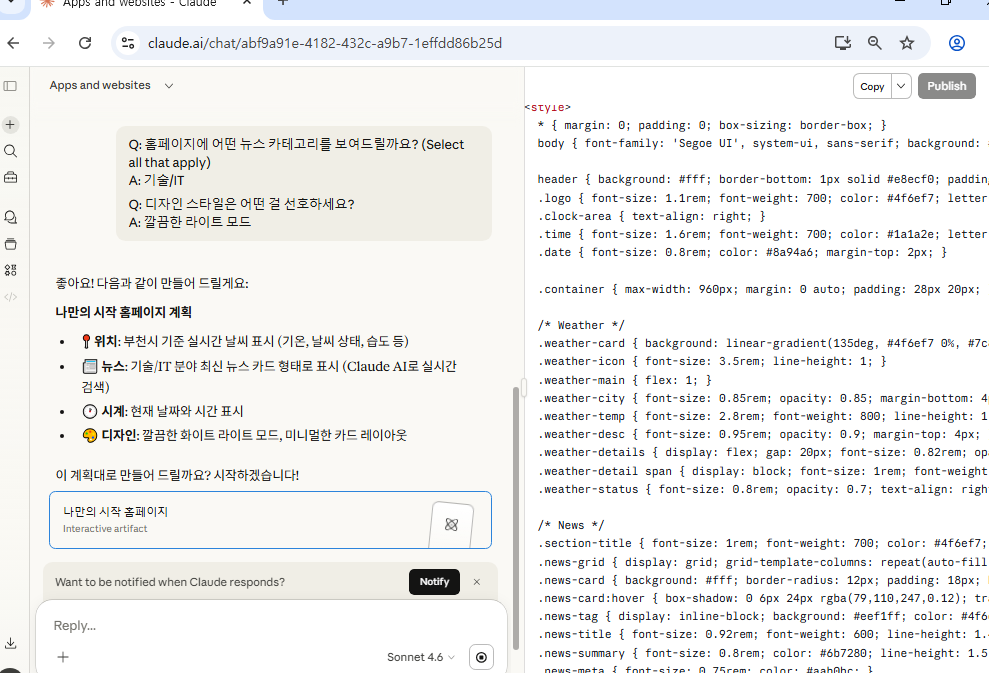 Apps and websites - Claude
claude.ai/chat/abf9a91e-4182-432c-a9b7-1effdd86b25d
Apps and websites
Copy
Publish
Q: 홈페이지에 어떤 뉴스 카테고리를 보여드릴까요? (Select
all that apply)
A: 기술/IT
Q: 디자인 스타일은 어떤 걸 선호하세요?
A: 깔끔한 라이트 모드
좋아요! 다음과 같이 만들어 드릴게요:
나만의 시작 홈페이지 계획
위치: 부천시 기준 실시간 날씨 표시 (기온, 날씨 상태, 습도 등)
뉴스: 기술/IT 분야 최신 뉴스 카드 형태로 표시 (Claude AI로 실시간
검색)
시계: 현재 날짜와 시간 표시
디자인: 깔끔한 화이트 라이트 모드, 미니멀한 카드 레이아웃
이 계획대로 만들어 드릴까요? 시작하겠습니다!
나만의 시작 홈페이지
Interactive artifact
Want to be notified when Claude responds?
Notify
Reply...
Sonnet 4.6
<style>
* { margin: 0; padding: 0; box-sizing: border-box; }
body { font-family: 'Segoe UI', system-ui, sans-serif; background:
header { background: #fff; border-bottom: 1px solid #e8ecf0; paddin
.logo { font-size: 1.1rem; font-weight: 700; color: #4f6ef7; letter
.clock-area { text-align: right; }
.time { font-size: 1.6rem; font-weight: 700; color: #1a1a2e; letter
.date { font-size: 0.8rem; color: #8a94a6; margin-top: 2px; }
.container { max-width: 960px; margin: 0 auto; padding: 28px 20px;
/* Weather */
.weather-card { background: linear-gradient(135deg, #4f6ef7 0%, #7c
.weather-icon { font-size: 3.5rem; line-height: 1; }
.weather-main { flex: 1; }
.weather-city { font-size: 0.85rem; opacity: 0.85; margin-bottom: 4
.weather-temp { font-size: 2.8rem; font-weight: 800; line-height: 1
.weather-desc { font-size: 0.95rem; opacity: 0.9; margin-top: 4px;
.weather-details { display: flex; gap: 20px; font-size: 0.82rem; op
.weather-detail span { display: block; font-size: 1rem; font-weight
.weather-status { font-size: 0.8rem; opacity: 0.7; text-align: righ
/* News */
.section-title { font-size: 1rem; font-weight: 700; color: #4f6ef7;
.news-grid { display: grid; grid-template-columns: repeat(auto-fill
.news-card { background: #fff; border-radius: 12px; padding: 18px;
.news-card:hover { box-shadow: 0 6px 24px rgba(79,110,247,0.12); tr
.news-tag { display: inline-block; background: #eef1ff; color: #4f6
.news-title { font-size: 0.92rem; font-weight: 600; line-height: 1.
.news-summary { font-size: 0.8rem; color: #6b7280; line-height: 1.5
.news-meta { font-size: 0.75rem; color: #aab0bc; }